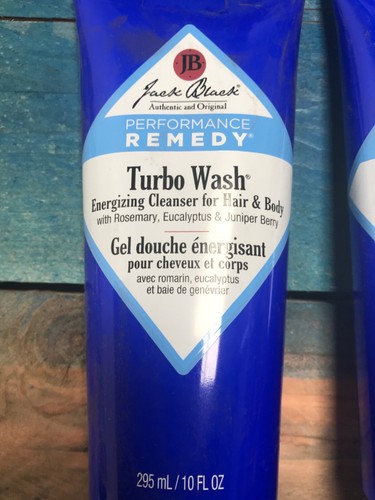 JB
Jack Black®
Authentic and Original
PERFORMANCE
REMEDY®
Turbo Wash®
Energizing Cleanser for Hair & Body
with Rosemary, Eucalyptus & Juniper Berry
Gel douche énergisant
pour cheveux et corps
avec romarin, eucalyptus
et baie de genévrier
295 mL / 10 FL OZ